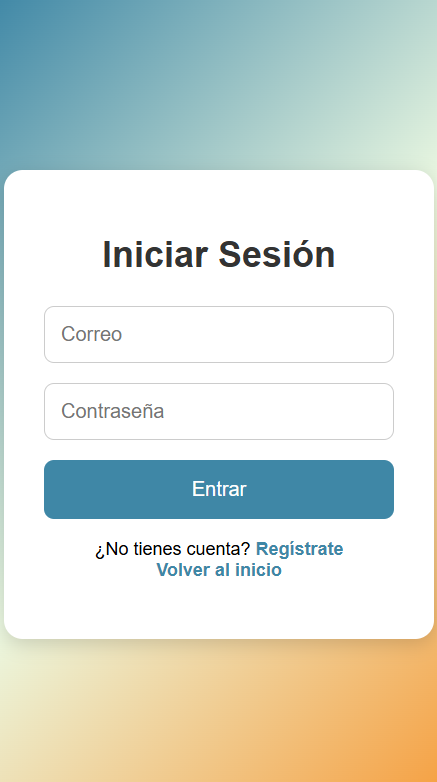 Iniciar Sesión
Correo
Contraseña
Entrar
¿No tienes cuenta? Regístrate
Volver al inicio